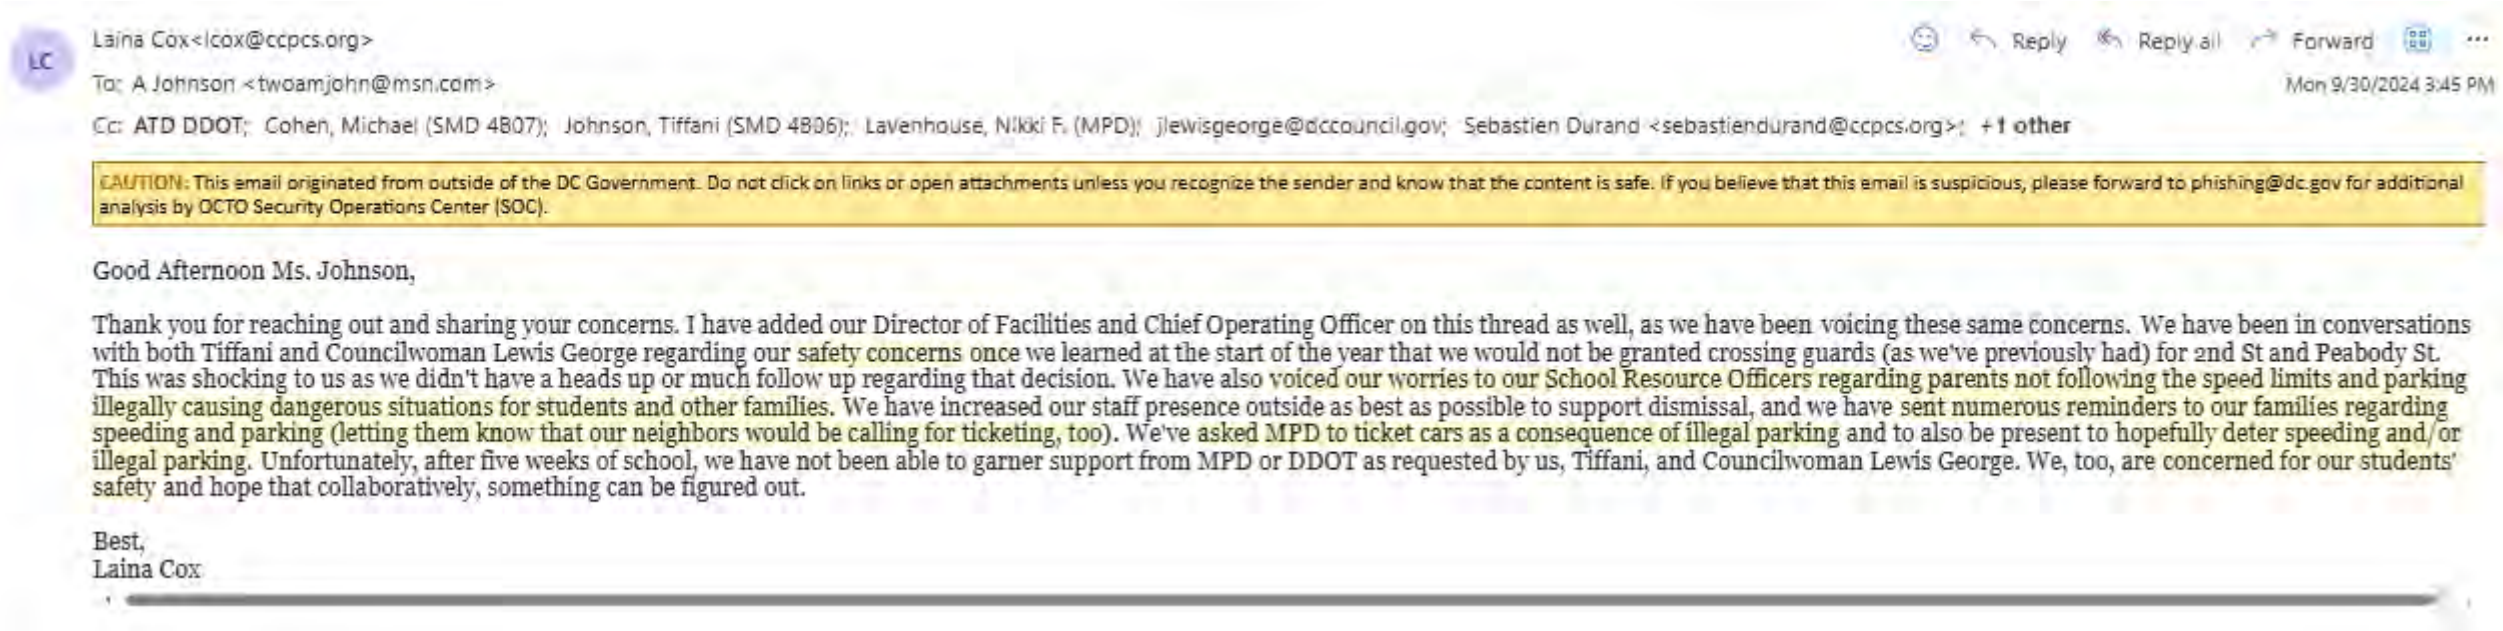 LC
Laina Cox<lcox@ccpcs.org>
Reply Reply all Forward ...
To: A Johnson <twoamjohn@msn.com>
Mon 9/30/2024 3:45 PM
Cc: ATD DDOT; Cohen, Michael (SMD 4B07); Johnson, Tiffani (SMD 4B06); Lavenhouse, Nikki F. (MPD); jlewisgeorge@dccouncil.gov; Sebastien Durand <sebastiendurand@ccpcs.org>; +1 other
CAUTION: This email originated from outside of the DC Government. Do not click on links or open attachments unless you recognize the sender and know that the content is safe. If you believe that this email is suspicious, please forward to phishing@dc.gov for additional
analysis by OCTO Security Operations Center (SOC).
Good Afternoon Ms. Johnson,
Thank you for reaching out and sharing your concerns. I have added our Director of Facilities and Chief Operating Officer on this thread as well, as we have been voicing these same concerns. We have been in conversations
with both Tiffani and Councilwoman Lewis George regarding our safety concerns once we learned at the start of the year that we would not be granted crossing guards (as we've previously had) for 2nd St and Peabody St.
This was shocking to us as we didn't have a heads up or much follow up regarding that decision. We have also voiced our worries to our School Resource Officers regarding parents not following the speed limits and parking
illegally causing dangerous situations for students and other families. We have increased our staff presence outside as best as possible to support dismissal, and we have sent numerous reminders to our families regarding
speeding and parking (letting them know that our neighbors would be calling for ticketing, too). We've asked MPD to ticket cars as a consequence of illegal parking and to also be present to hopefully deter speeding and/or
illegal parking. Unfortunately, after five weeks of school, we have not been able to garner support from MPD or DDOT as requested by us, Tiffani, and Councilwoman Lewis George. We, too, are concerned for our students'
safety and hope that collaboratively, something can be figured out.
Best,
Laina Cox